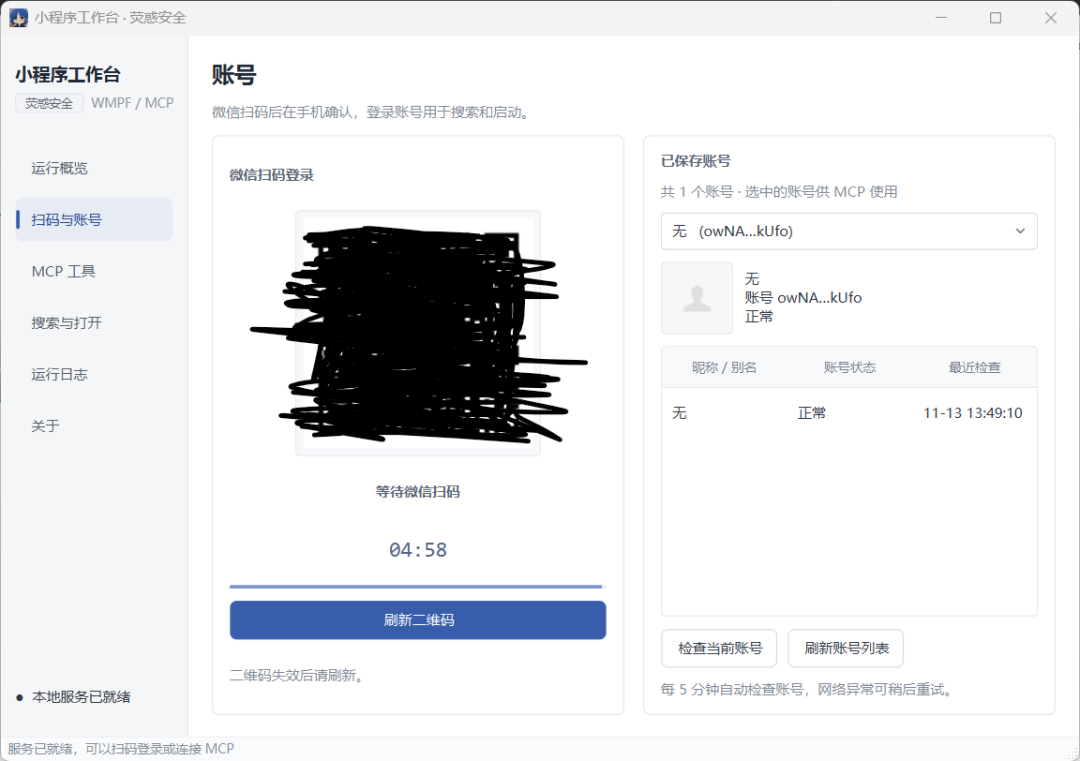 小程序工作台 · 荧惑安全
小程序工作台
荧惑安全 WMPF / MCP
运行概览
扫码与账号
MCP 工具
搜索与打开
运行日志
关于
本地服务已就绪
账号
微信扫码后在手机确认，登录账号用于搜索和启动。
微信扫码登录
等待微信扫码
04:58
刷新二维码
二维码失效后请刷新。
已保存账号
共 1 个账号 · 选中的账号供 MCP 使用
无 (owNA...kUfo)
无
账号 owNA...kUfo
正常
昵称 / 别名 账号状态 最近检查
无 正常 11-13 13:49:10
检查当前账号 刷新账号列表
每 5 分钟自动检查账号，网络异常可稍后重试。
服务已就绪，可以扫码登录或连接 MCP